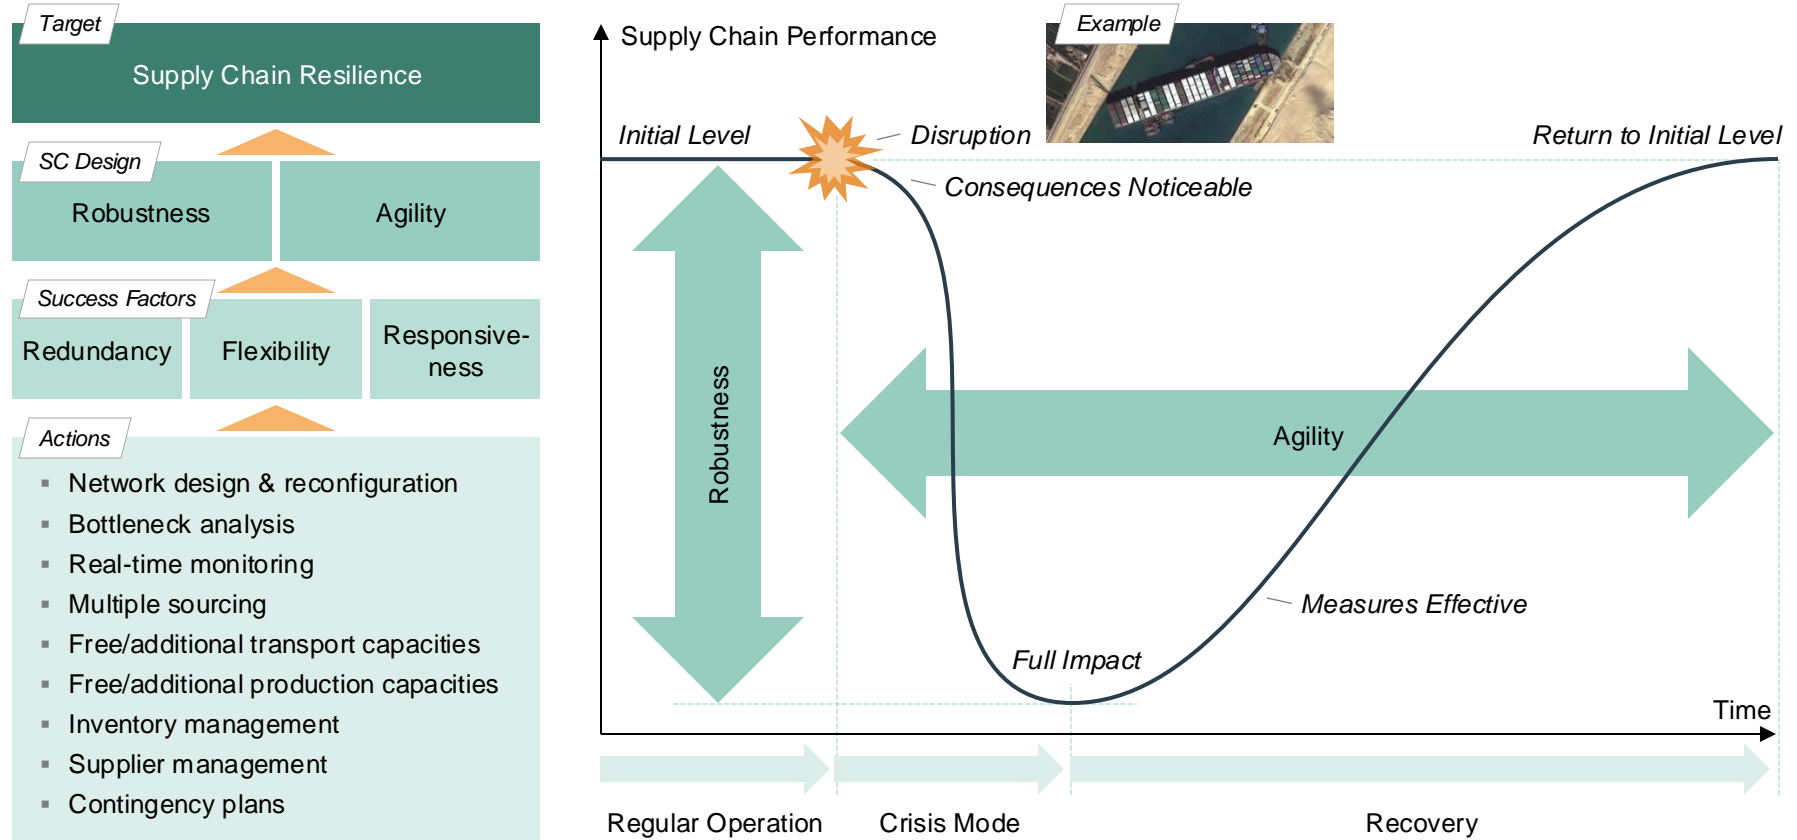 Target
Supply Chain Resilience
SC Design
Robustness
Agility
Success Factors
Redundancy
Flexibility
Responsive-
ness
Actions
▪ Network design & reconfiguration
▪ Bottleneck analysis
▪ Real-time monitoring
▪ Multiple sourcing
▪ Free/additional transport capacities
▪ Free/additional production capacities
▪ Inventory management
▪ Supplier management
▪ Contingency plans
Supply Chain Performance
Example
Initial Level
Disruption
Return to Initial Level
Consequences Noticeable
Robustness
Agility
Measures Effective
Full Impact
Time
Regular Operation
Crisis Mode
Recovery